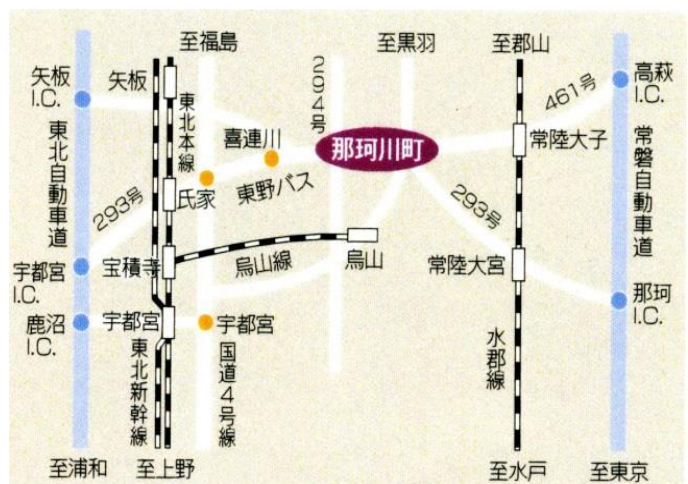 至福島
至黒羽
至郡山
矢板
I.C.
矢板
東北本線
294号
461号
高萩
I.C.
喜連川
那珂川町
常陸大子
東北自動車道
293号
氏家
東野バス
293号
常磐自動車道
宇都宮
I.C.
宝積寺
烏山線
烏山
常陸大宮
那珂
I.C.
鹿沼
I.C.
宇都宮
宇都宮
東北新幹線
国道4号線
水郡線
至浦和
至上野
至水戸
至東京